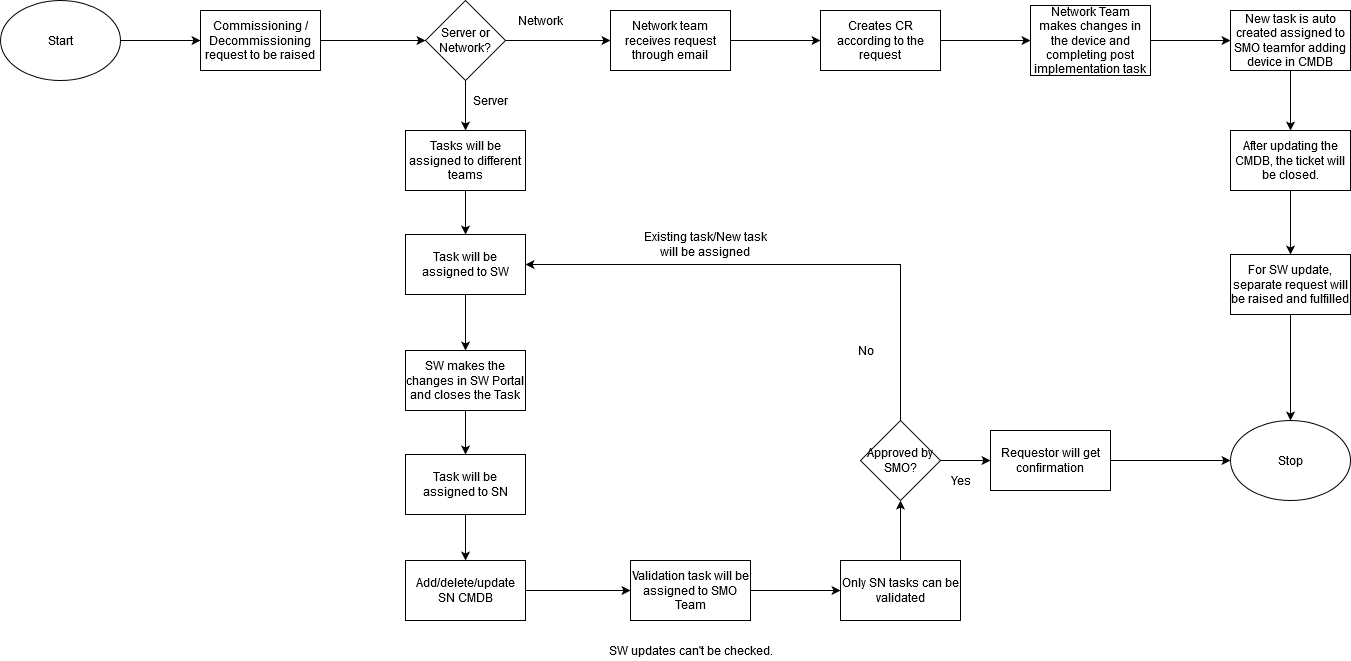 Start
Commissioning /
Decommissioning
request to be raised
Server or
Network?
Network
Network team
receives request
through email
Creates CR
according to the
request
Network Team
makes changes in
the device and
completing post
implementation task
New task is auto
created assigned to
SMO teamfor adding
device in CMDB
Server
Tasks will be
assigned to different
teams
After updating the
CMDB, the ticket will
be closed.
Task will be
assigned to SW
Existing task/New task
will be assigned
For SW update,
separate request will
be raised and fulfilled
SW makes the
changes in SW Portal
and closes the Task
No
Task will be
assigned to SN
Approved by
SMO?
Yes
Requestor will get
confirmation
Stop
Add/delete/update
SN CMDB
Validation task will be
assigned to SMO
Team
Only SN tasks can be
validated
SW updates can't be checked.